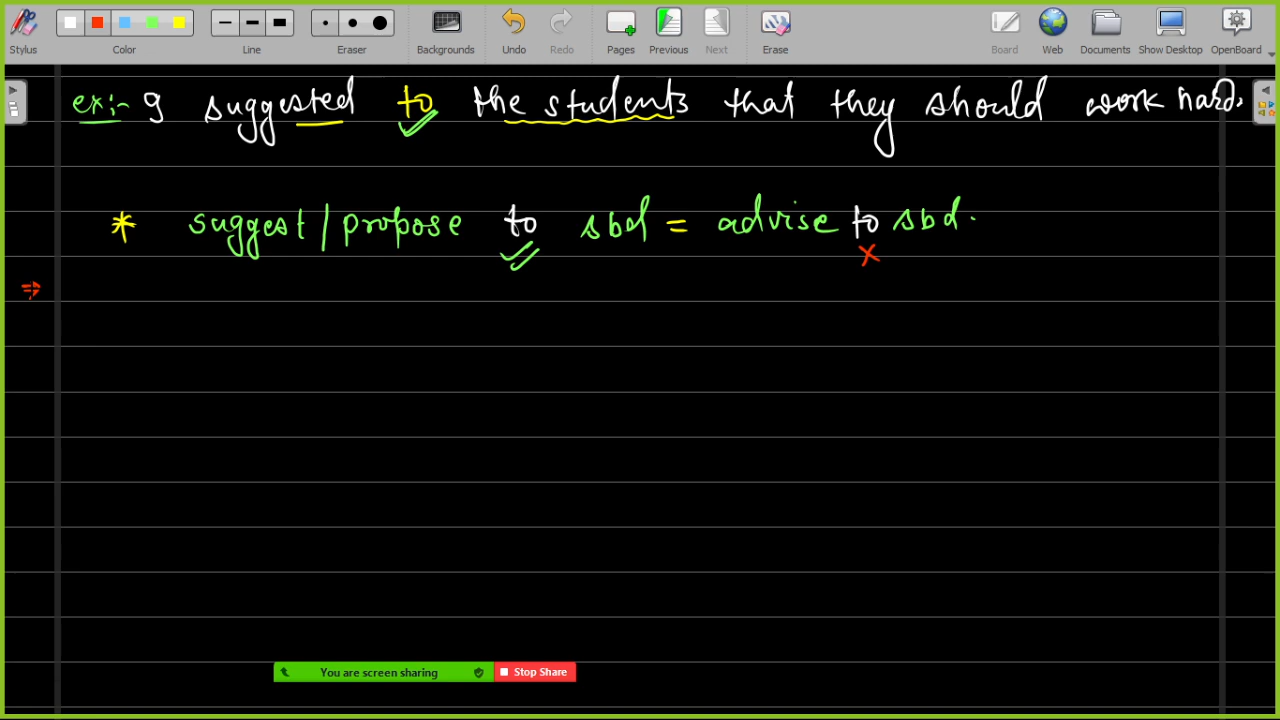 Stylus Color Line Eraser Backgrounds Undo Redo Pages Previous Next Erase Board Web Documents Show Desktop OpenBoard
ex:- I suggested to the students that they should work hard.
* suggest / propose to sbd = advise to sbd.
×
⇒
You are screen sharing Stop Share